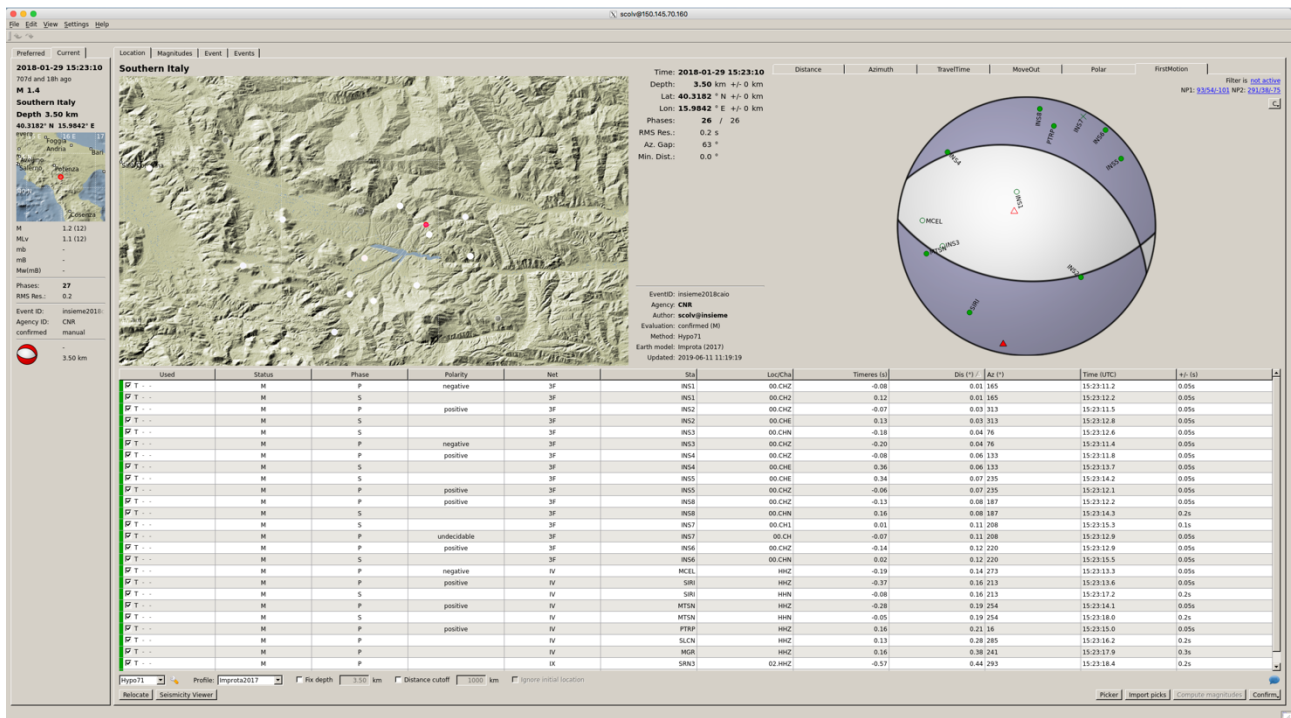 scolv@150.145.70.160
File Edit View Settings Help
Preferred Current
2018-01-29 15:23:10
707d and 18h ago
M 1.4
Southern Italy
Depth 3.50 km
40.3182° N 15.9842° E
16 E 17
Foggia
Andria
Bari
Salerno
Potenza
Cosenza
M 1.2 (12)
MLv 1.1 (12)
mb -
mB -
Mw(mB) -
Phases: 27
RMS Res.: 0.2
Event ID: insieme2018
Agency ID: CNR
confirmed manual
-
3.50 km
Location Magnitudes Event Events
Southern Italy
Time: 2018-01-29 15:23:10
Depth: 3.50 km +/- 0 km
Lat: 40.3182 ° N +/- 0 km
Lon: 15.9842 ° E +/- 0 km
Phases: 26 / 26
RMS Res.: 0.2 s
Az. Gap: 63 °
Min. Dist.: 0.0 °
EventID: insieme2018caio
Agency: CNR
Author: scolv@insieme
Evaluation: confirmed (M)
Method: Hypo71
Earth model: Improta (2017)
Updated: 2019-06-11 11:19:19
Distance Azimuth TravelTime MoveOut Polar FirstMotion
Filter is not active
NP1: 93/54/-101 NP2: 291/38/-75
INS8
PTRP
INS7
INS6
INS5
INS4
INS1
MCEL
INS3
MTSN
INS2
SIRI
Used Status Phase Polarity Net Sta Loc/Cha Timeres (s) Dis (°) / Az (°) Time (UTC) +/- (s)
T - - M P negative 3F INS1 00.CHZ -0.08 0.01 165 15:23:11.2 0.05s
T - - M S 3F INS1 00.CH2 0.12 0.01 165 15:23:12.2 0.05s
T - - M P positive 3F INS2 00.CHZ -0.07 0.03 313 15:23:11.5 0.05s
T - - M S 3F INS2 00.CHE 0.13 0.03 313 15:23:12.8 0.05s
T - - M S 3F INS3 00.CHN -0.18 0.04 76 15:23:12.6 0.05s
T - - M P negative 3F INS3 00.CHZ -0.20 0.04 76 15:23:11.4 0.05s
T - - M P positive 3F INS4 00.CHZ -0.08 0.06 133 15:23:11.8 0.05s
T - - M S 3F INS4 00.CHE 0.36 0.06 133 15:23:13.7 0.05s
T - - M S 3F INS5 00.CHE 0.34 0.07 235 15:23:14.2 0.05s
T - - M P positive 3F INS5 00.CHZ -0.06 0.07 235 15:23:12.1 0.05s
T - - M P positive 3F INS8 00.CHZ -0.13 0.08 187 15:23:12.2 0.05s
T - - M S 3F INS8 00.CHN 0.16 0.08 187 15:23:14.3 0.2s
T - - M S 3F INS7 00.CH1 0.01 0.11 208 15:23:15.3 0.1s
T - - M P undecidable 3F INS7 00.CH -0.07 0.11 208 15:23:12.9 0.05s
T - - M P positive 3F INS6 00.CHZ -0.14 0.12 220 15:23:12.9 0.05s
T - - M S 3F INS6 00.CHN 0.02 0.12 220 15:23:15.5 0.05s
T - - M P negative IV MCEL HHZ -0.19 0.14 273 15:23:13.3 0.05s
T - - M P positive IV SIRI HHZ -0.37 0.16 213 15:23:13.6 0.05s
T - - M S IV SIRI HHN -0.08 0.16 213 15:23:17.2 0.2s
T - - M P positive IV MTSN HHZ -0.28 0.19 254 15:23:14.1 0.05s
T - - M S IV MTSN HHN -0.05 0.19 254 15:23:18.0 0.2s
T - - M P positive IV PTRP HHZ 0.16 0.21 16 15:23:15.0 0.05s
T - - M P IV SLCN HHZ 0.13 0.28 285 15:23:16.2 0.2s
T - - M P IV MGR HHZ 0.16 0.38 241 15:23:17.9 0.3s
T - - M P IX SRN3 02.HHZ -0.57 0.44 293 15:23:18.4 0.2s
Hypo71 Profile: Improta2017 Fix depth 3.50 km Distance cutoff 1000 km Ignore initial location
Relocate Seismicity Viewer Picker Import picks Compute magnitudes Confirm